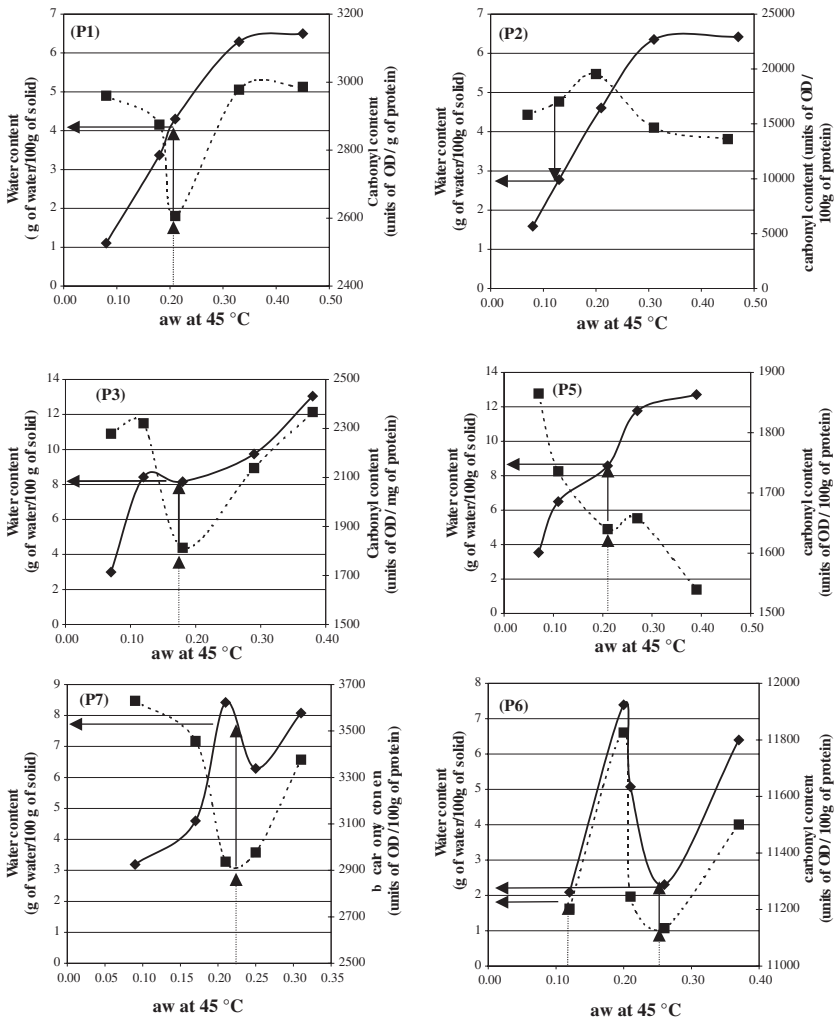 (P1)
Water content
( g of water/100g of solid)
7
6
5
4
3
2
1
0
3200
3000
2800
2600
2400
Carbonyl content
(units of OD/ g of protein)
0.00 0.10 0.20 0.30 0.40 0.50
aw at 45 °C
(P2)
Water content
(g of water/100g of solid)
7
6
5
4
3
2
1
0
25000
20000
15000
10000
5000
0
carbonyl content (units of OD/
100g of protein)
0.00 0.10 0.20 0.30 0.40 0.50
aw at 45 °C
(P3)
Water content
(g of water/100 g of solid)
14
12
10
8
6
4
2
0
2500
2300
2100
1900
1700
1500
Carbonyl content
(units of OD/ mg of protein)
0.00 0.10 0.20 0.30 0.40
aw at 45 °C
(P5)
Water content
(g of water/100g of solid)
14
12
10
8
6
4
2
0
1900
1800
1700
1600
1500
carbonyl content
(units of OD/ 100g of protein)
0.00 0.10 0.20 0.30 0.40 0.50
aw at 45 °C
(P7)
Water content
(g of water/100 g of solid)
9
8
7
6
5
4
3
2
1
0
3700
3500
3300
3100
2900
2700
2500
b car ony con en
(units of OD/100g of protein)
0.00 0.05 0.10 0.15 0.20 0.25 0.30 0.35
aw at 45 °C
(P6)
Water content
(g of water/100g of solid)
8
7
6
5
4
3
2
1
0
12000
11800
11600
11400
11200
11000
carbonyl content
(units of OD/ 100g of protein)
0.00 0.10 0.20 0.30 0.40
aw at 45 °C